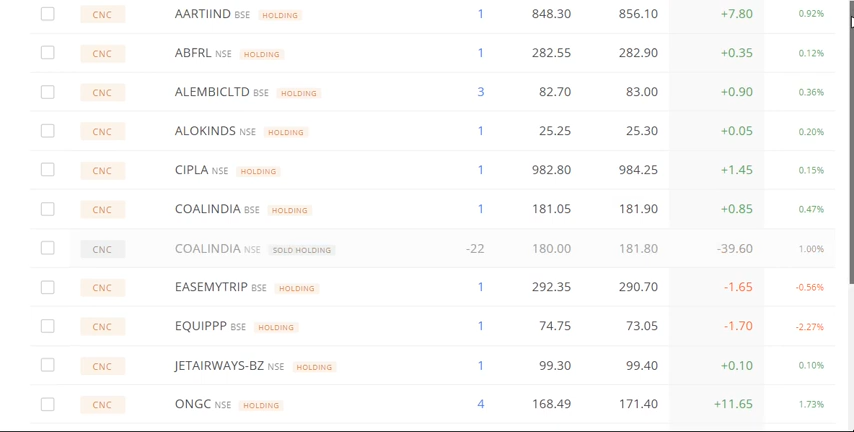 CNC AARTIIND BSE HOLDING 1 848.30 856.10 +7.80 0.92%
CNC ABFRL NSE HOLDING 1 282.55 282.90 +0.35 0.12%
CNC ALEMBICLTD BSE HOLDING 3 82.70 83.00 +0.90 0.36%
CNC ALOKINDS NSE HOLDING 1 25.25 25.30 +0.05 0.20%
CNC CIPLA NSE HOLDING 1 982.80 984.25 +1.45 0.15%
CNC COALINDIA BSE HOLDING 1 181.05 181.90 +0.85 0.47%
CNC COALINDIA NSE SOLD HOLDING -22 180.00 181.80 -39.60 1.00%
CNC EASEMYTRIP BSE HOLDING 1 292.35 290.70 -1.65 -0.56%
CNC EQUIPPP BSE HOLDING 1 74.75 73.05 -1.70 -2.27%
CNC JETAIRWAYS-BZ NSE HOLDING 1 99.30 99.40 +0.10 0.10%
CNC ONGC NSE HOLDING 4 168.49 171.40 +11.65 1.73%